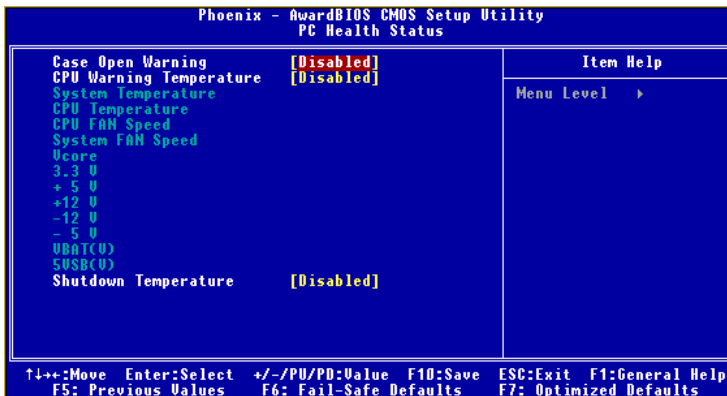 Phoenix - AwardBIOS CMOS Setup Utility
PC Health Status
Case Open Warning [Disabled]
CPU Warning Temperature [Disabled]
System Temperature
CPU Temperature
CPU FAN Speed
System FAN Speed
Vcore
3.3 V
+ 5 V
+12 V
-12 V
- 5 V
VBAT(V)
5VSB(V)
Shutdown Temperature [Disabled]
Item Help
Menu Level ▸
↑↓→←:Move Enter:Select +/-/PU/PD:Value F10:Save ESC:Exit F1:General Help
F5: Previous Values F6: Fail-Safe Defaults F7: Optimized Defaults